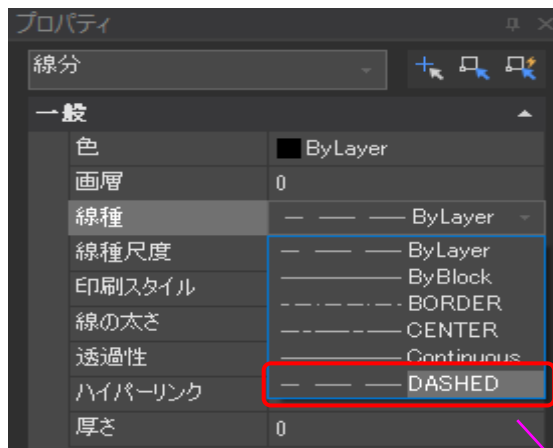 プロパティ
線分
一般
色 ByLayer
画層 0
線種 ByLayer
線種尺度 ByLayer
ByBlock
印刷スタイル
BORDER
線の太さ CENTER
透過性 Continuous
ハイパーリンク DASHED
厚さ 0